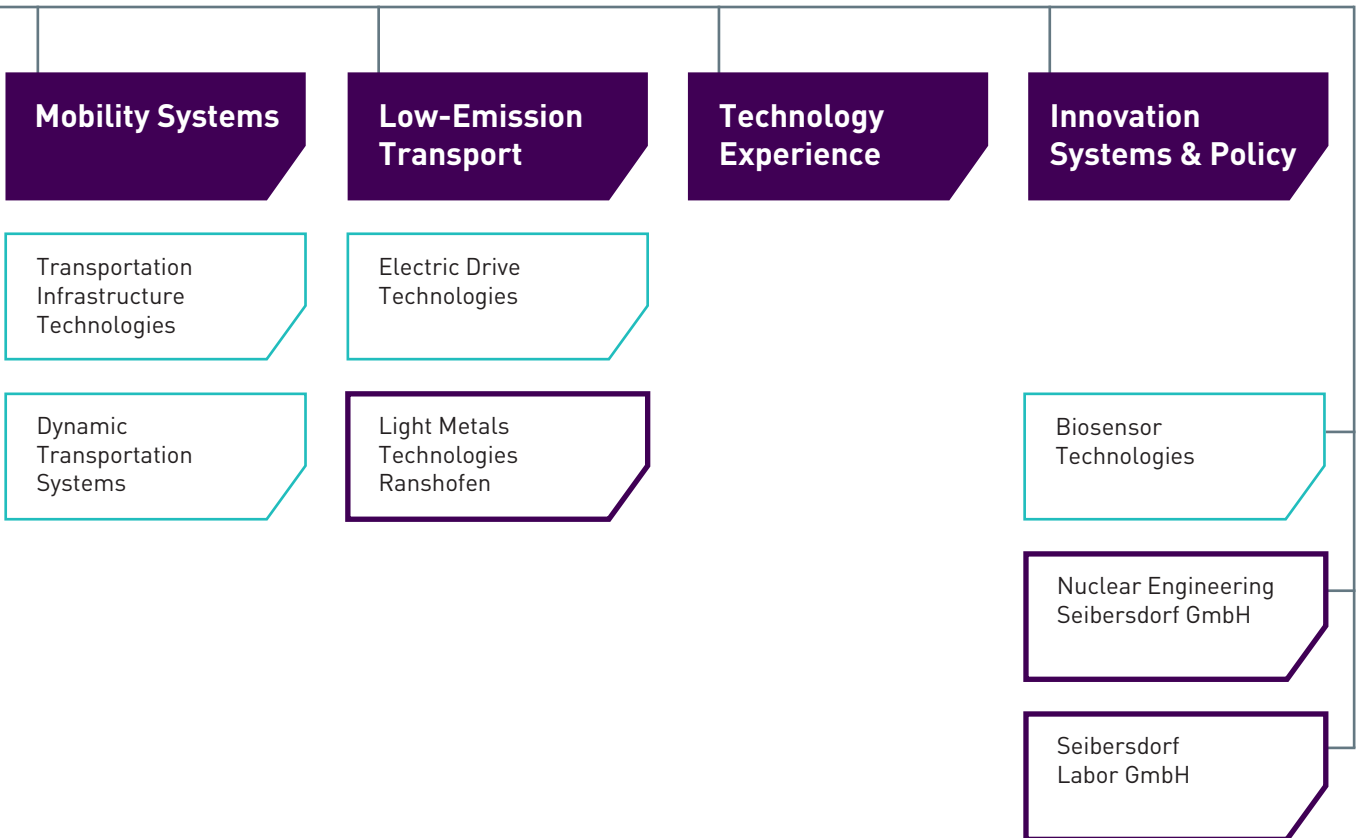 Mobility Systems
Low-Emission
Transport
Technology
Experience
Innovation
Systems & Policy
Transportation
Infrastructure
Technologies
Electric Drive
Technologies
Dynamic
Transportation
Systems
Light Metals
Technologies
Ranshofen
Biosensor
Technologies
Nuclear Engineering
Seibersdorf GmbH
Seibersdorf
Labor GmbH